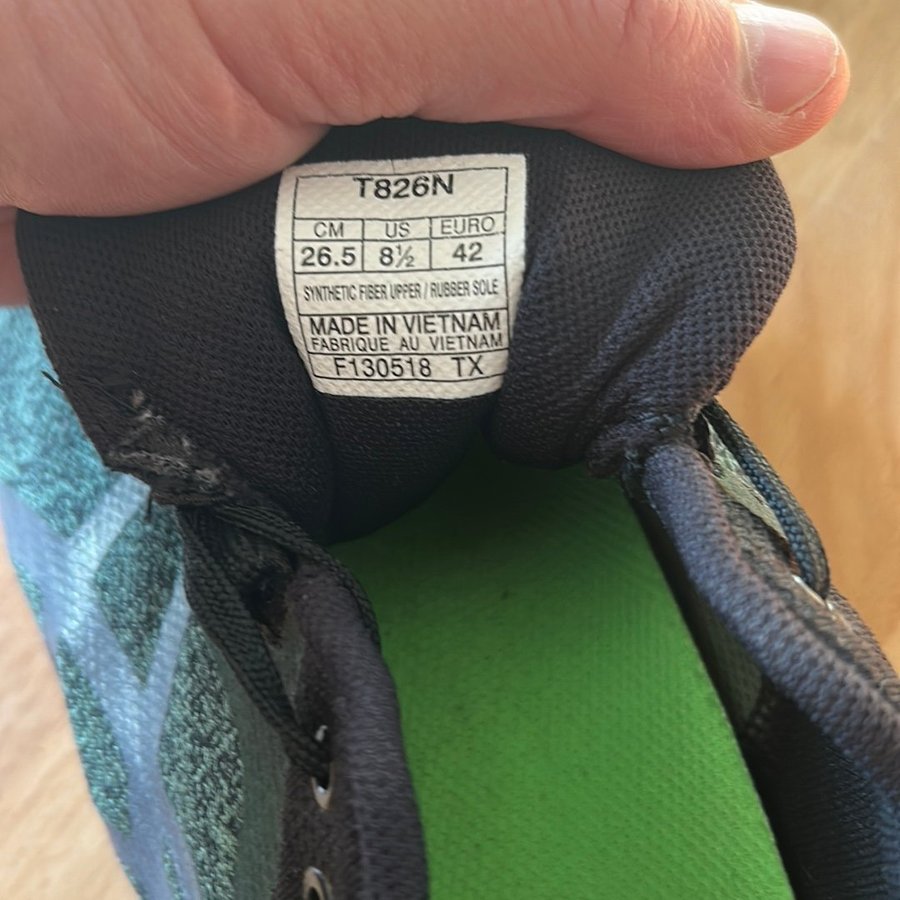 T826N
CM US EURO
26.5 8½ 42
SYNTHETIC FIBER UPPER / RUBBER SOLE
MADE IN VIETNAM
FABRIQUE AU VIETNAM
F130518 TX